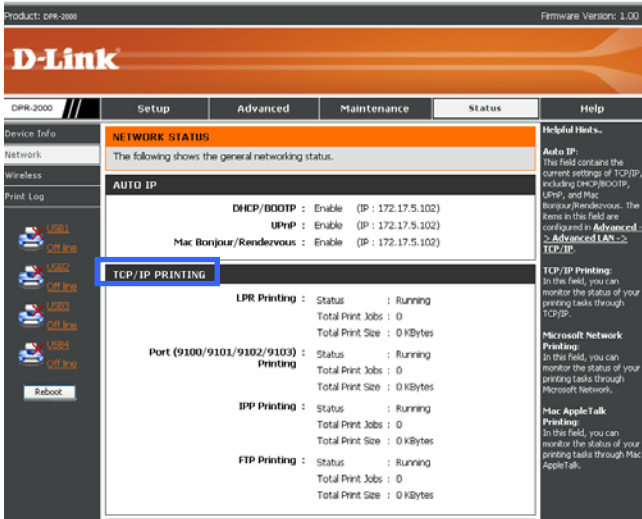 Product: DPR-2000
Firmware Version: 1.00
D-Link
DPR-2000
Setup
Advanced
Maintenance
Status
Help
Device Info
Network
Wireless
Print Log
USB1
Off line
USB2
Off line
USB3
Off line
USB4
Off line
Reboot
NETWORK STATUS
The following shows the general networking status.
AUTO IP
DHCP/BOOTP : Enable (IP : 172.17.5.102)
UPnP : Enable (IP : 172.17.5.102)
Mac Bonjour/Rendezvous : Enable (IP : 172.17.5.102)
TCP/IP PRINTING
LPR Printing : Status : Running
Total Print Jobs : 0
Total Print Size : 0 KBytes
Port (9100/9101/9102/9103) : Status : Running
Printing Total Print Jobs : 0
Total Print Size : 0 KBytes
IPP Printing : Status : Running
Total Print Jobs : 0
Total Print Size : 0 KBytes
FTP Printing : Status : Running
Total Print Jobs : 0
Total Print Size : 0 KBytes
Helpful Hints..
Auto IP:
This field contains the
current settings of TCP/IP,
including DHCP/BOOTP,
UPnP, and Mac
Bonjour/Rendezvous. The
items in this field are
configured in Advanced -
> Advanced LAN ->
TCP/IP.
TCP/IP Printing:
In this field, you can
monitor the status of your
printing tasks through
TCP/IP.
Microsoft Network
Printing:
In this field, you can
monitor the status of your
printing tasks through
Microsoft Network.
Mac AppleTalk
Printing:
In this field, you can
monitor the status of your
printing tasks through Mac
AppleTalk.